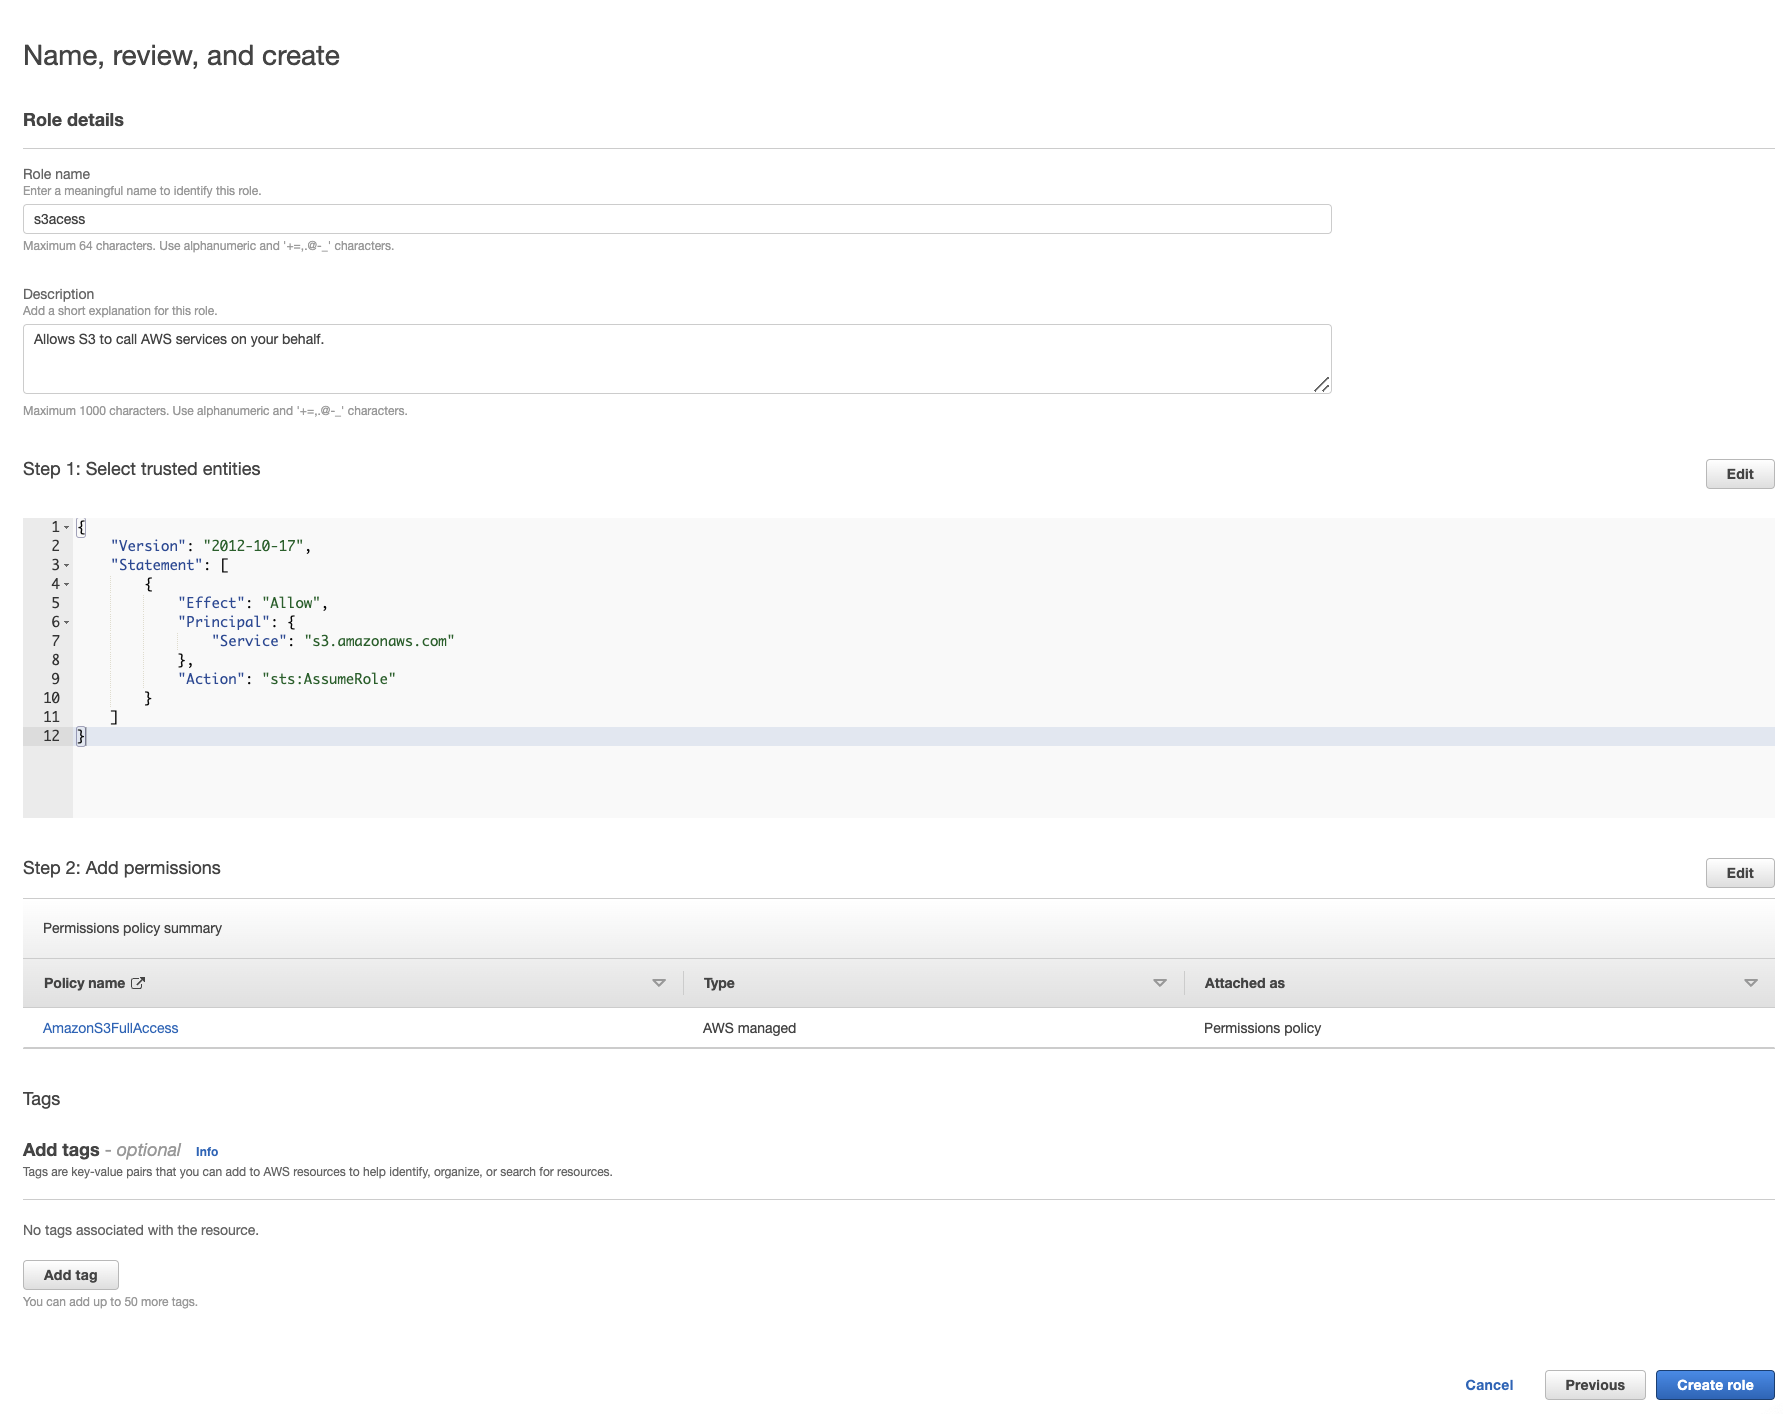 Name, review, and create
Role details
Role name
Enter a meaningful name to identify this role.
s3acess
Maximum 64 characters. Use alphanumeric and '+=,.@-_' characters.
Description
Add a short explanation for this role.
Allows S3 to call AWS services on your behalf.
Maximum 1000 characters. Use alphanumeric and '+=,.@-_' characters.
Step 1: Select trusted entities
Edit
1 {
2 "Version": "2012-10-17",
3 "Statement": [
4 {
5 "Effect": "Allow",
6 "Principal": {
7 "Service": "s3.amazonaws.com"
8 },
9 "Action": "sts:AssumeRole"
10 }
11 ]
12 }
Step 2: Add permissions
Edit
Permissions policy summary
Policy name Type Attached as
AmazonS3FullAccess AWS managed Permissions policy
Tags
Add tags - optional Info
Tags are key-value pairs that you can add to AWS resources to help identify, organize, or search for resources.
No tags associated with the resource.
Add tag
You can add up to 50 more tags.
Cancel Previous Create role